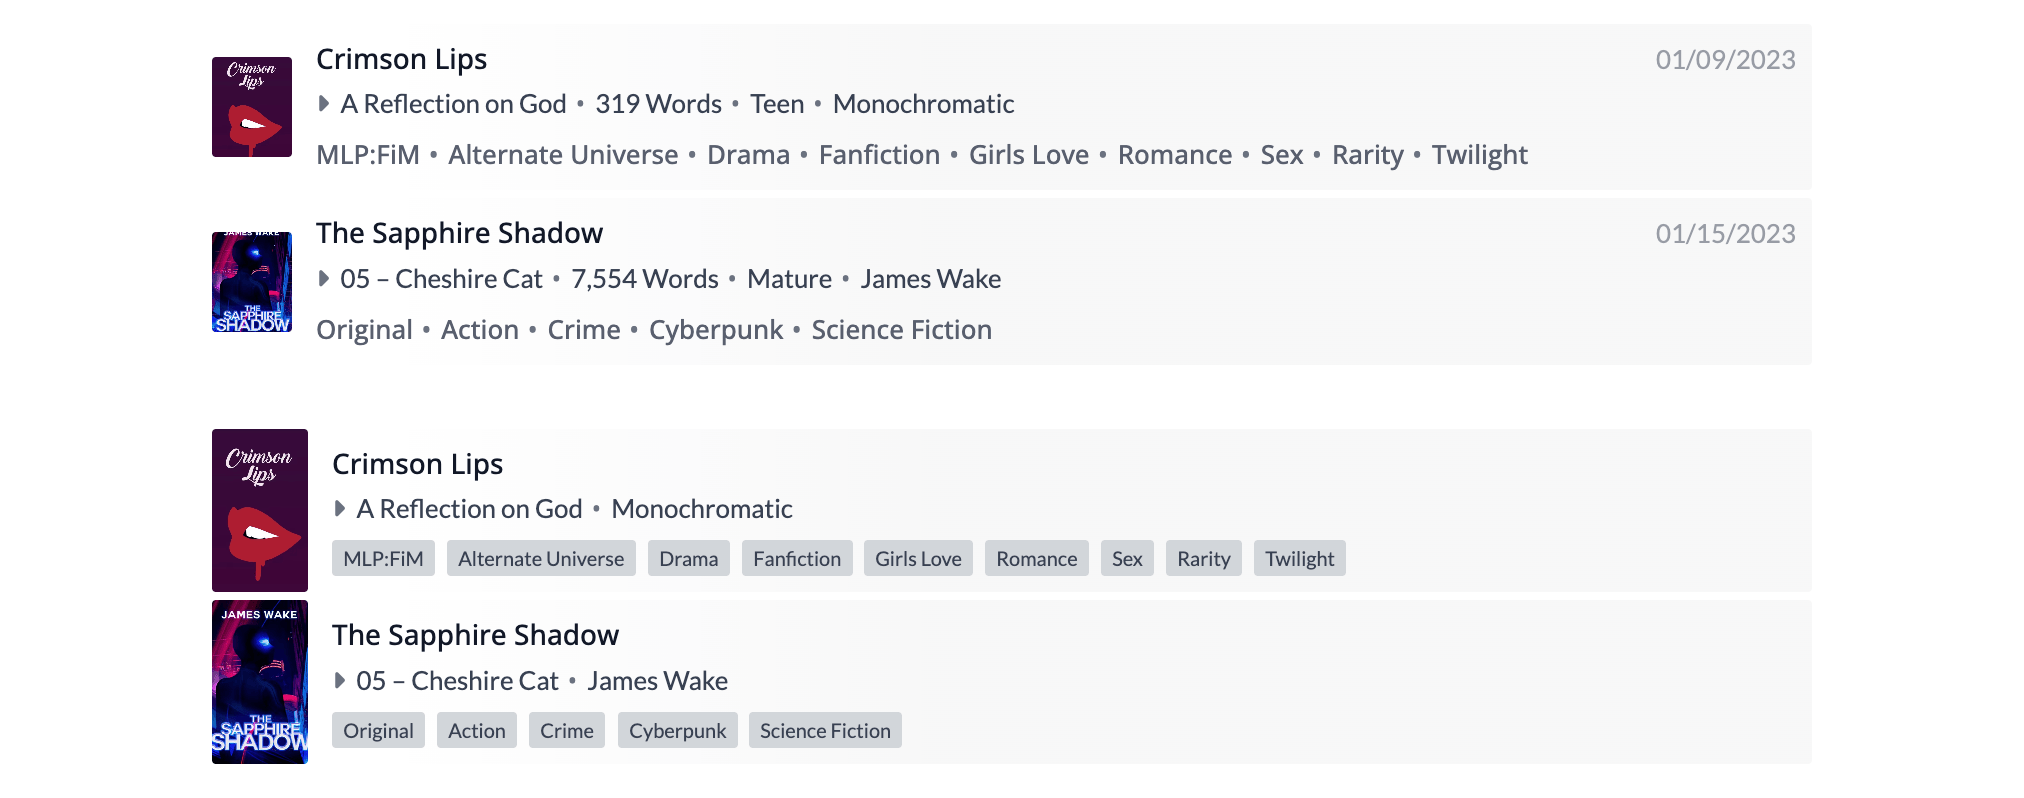 Crimson Lips
Crimson Lips 01/09/2023
A Reflection on God • 319 Words • Teen • Monochromatic
MLP:FiM • Alternate Universe • Drama • Fanfiction • Girls Love • Romance • Sex • Rarity • Twilight
JAMES WAKE
THE SAPPHIRE SHADOW
The Sapphire Shadow 01/15/2023
05 – Cheshire Cat • 7,554 Words • Mature • James Wake
Original • Action • Crime • Cyberpunk • Science Fiction
Crimson Lips
Crimson Lips
A Reflection on God • Monochromatic
MLP:FiM Alternate Universe Drama Fanfiction Girls Love Romance Sex Rarity Twilight
JAMES WAKE
THE SAPPHIRE SHADOW
The Sapphire Shadow
05 – Cheshire Cat • James Wake
Original Action Crime Cyberpunk Science Fiction